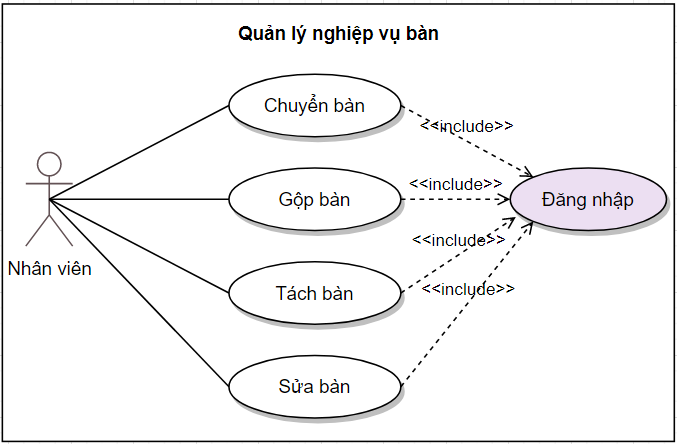 Quản lý nghiệp vụ bàn
Chuyển bàn
<<include>>
Gộp bàn
<<include>>
Đăng nhập
<<include>>
Nhân viên
Tách bàn
<<include>>
Sửa bàn